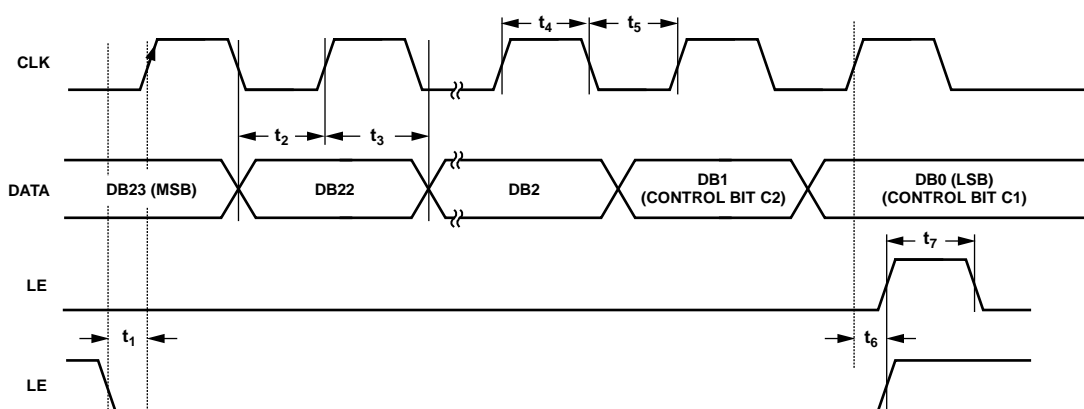 t4 t5
CLK
t2 t3
DATA DB23 (MSB) DB22 DB2 DB1 DB0 (LSB)
(CONTROL BIT C2) (CONTROL BIT C1)
t7
LE
t1 t6
LE